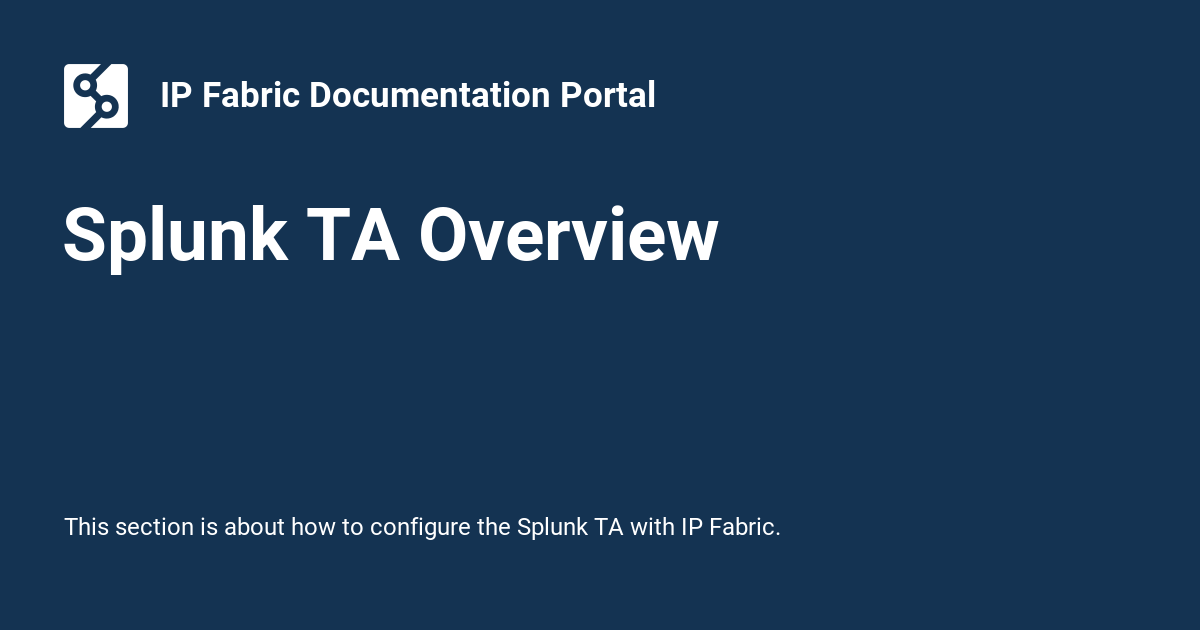 IP Fabric Documentation Portal
Splunk TA Overview
This section is about how to configure the Splunk TA with IP Fabric.